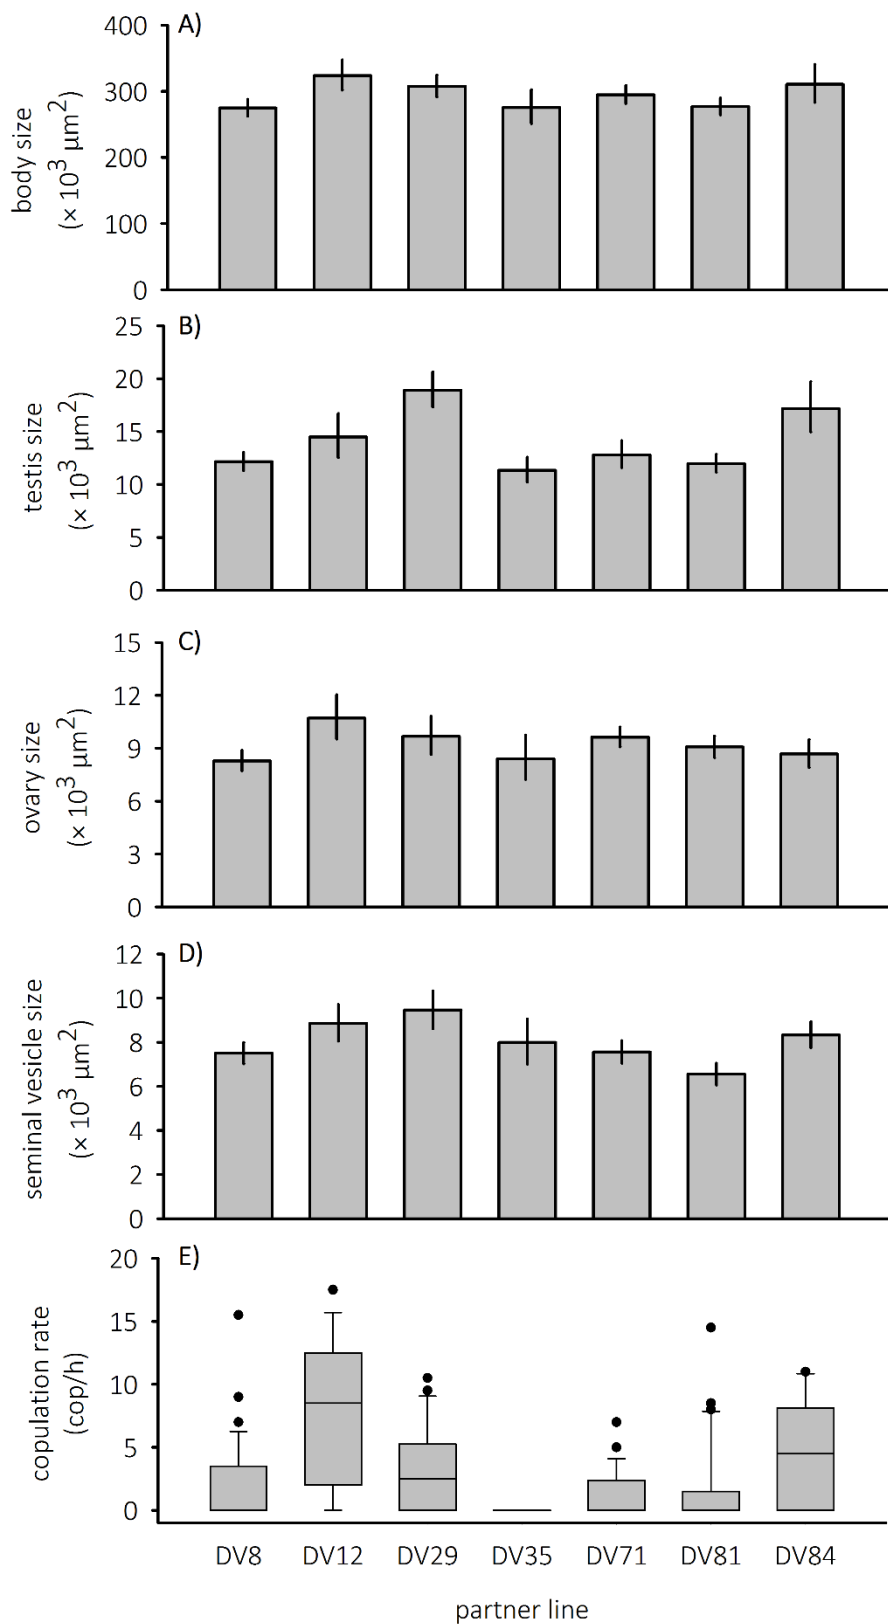 A)
400
300
200
100
0
body size
(× 10³ µm²)
B)
25
20
15
10
5
0
testis size
(× 10³ µm²)
C)
15
12
9
6
3
0
ovary size
(× 10³ µm²)
D)
12
10
8
6
4
2
0
seminal vesicle size
(× 10³ µm²)
E)
20
15
10
5
0
copulation rate
(cop/h)
DV8 DV12 DV29 DV35 DV71 DV81 DV84
partner line